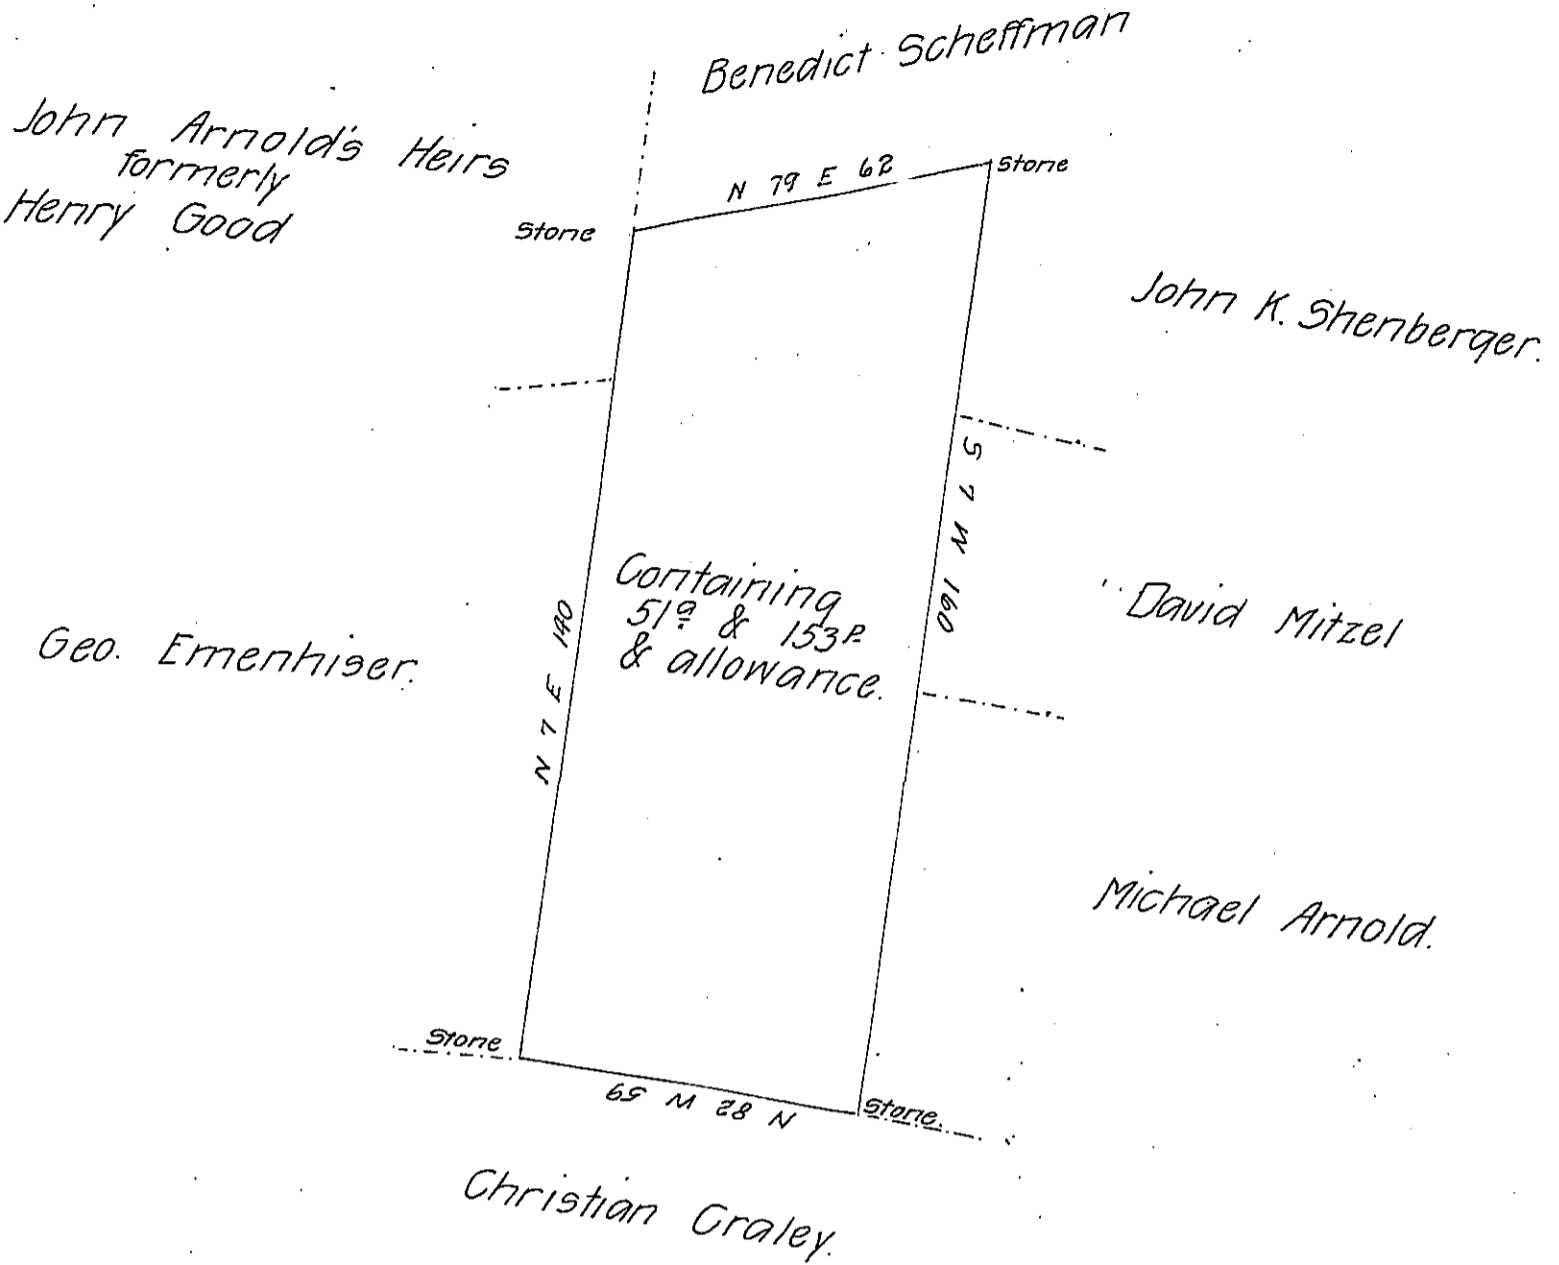 Benedict Scheffman
John Arnold's Heirs
formerly
Henry Good
N 79 E 62
Stone
Stone
John K. Shenberger.
S 7 W 160
Containing
51a & 153P
& allowance.
N 7 E 140
David Mitzel
Geo. Emenhiser.
Michael Arnold.
Stone
N 82 W 59
Stone.
Christian Craley.